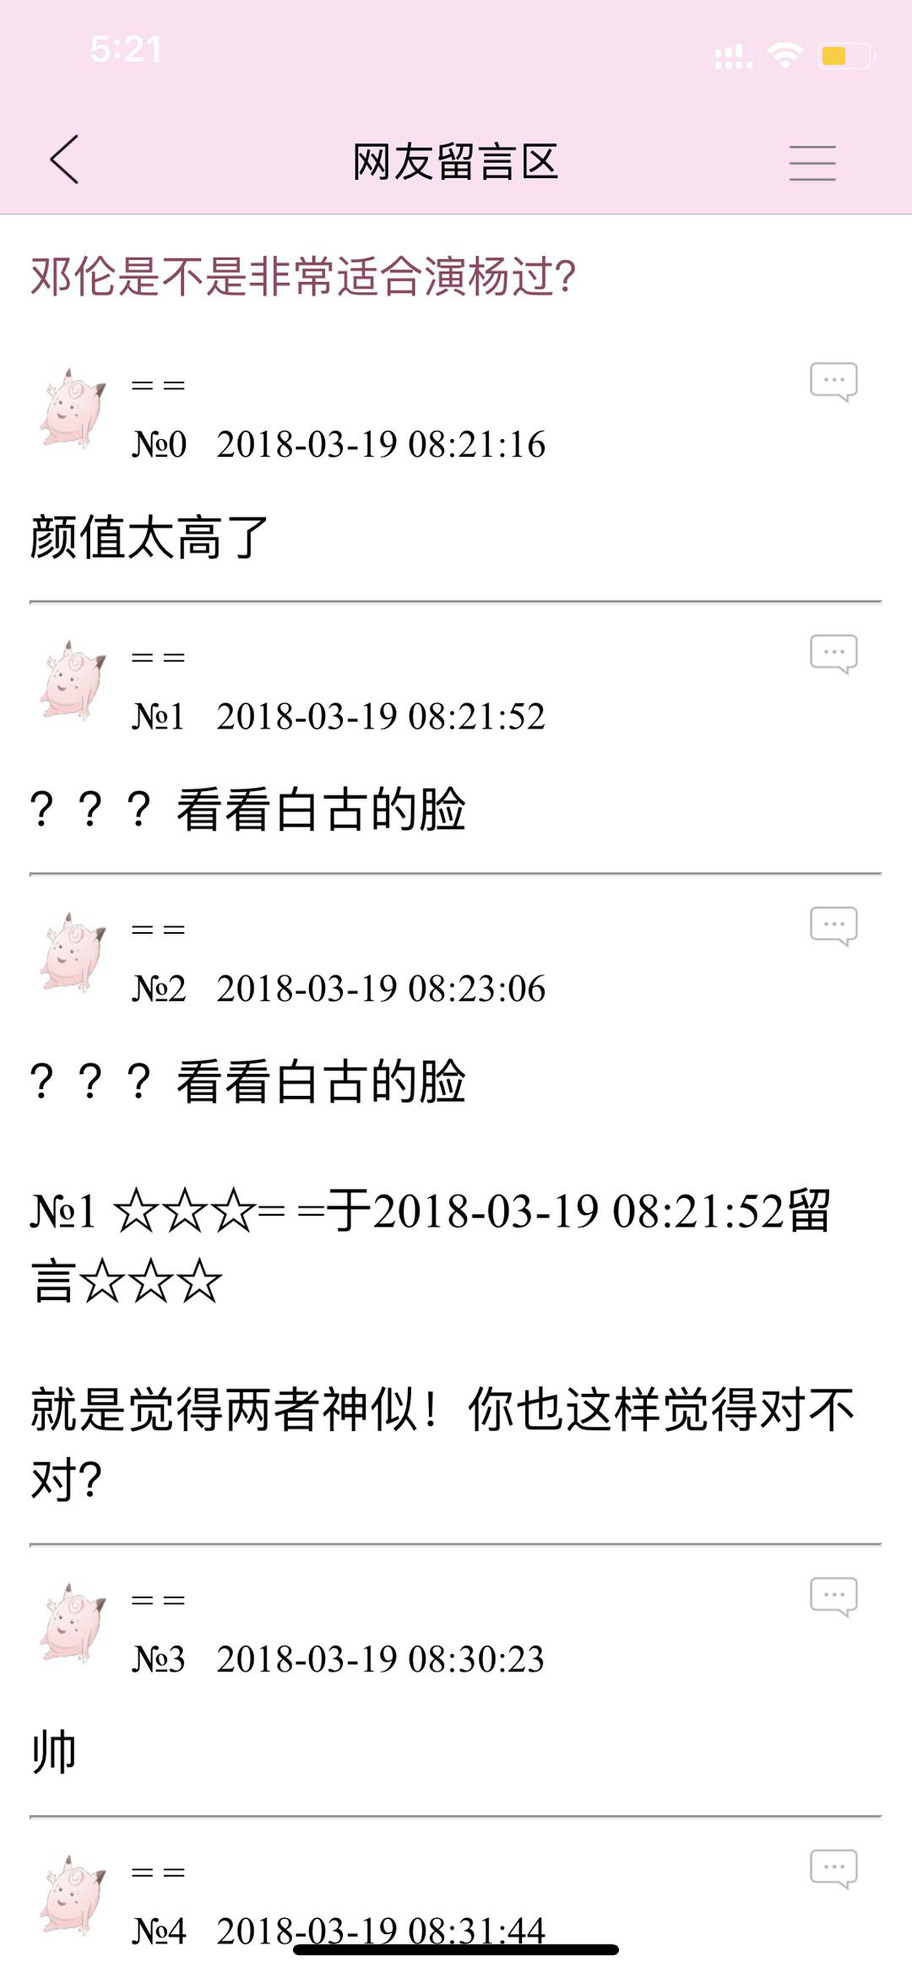 5:21
网友留言区
邓伦是不是非常适合演杨过?
= =
№0 2018-03-19 08:21:16
颜值太高了
= =
№1 2018-03-19 08:21:52
？？？看看白古的脸
= =
№2 2018-03-19 08:23:06
？？？看看白古的脸
№1 ☆☆☆= =于2018-03-19 08:21:52留
言☆☆☆
就是觉得两者神似！你也这样觉得对不
对?
= =
№3 2018-03-19 08:30:23
帅
= =
№4 2018-03-19 08:31:44